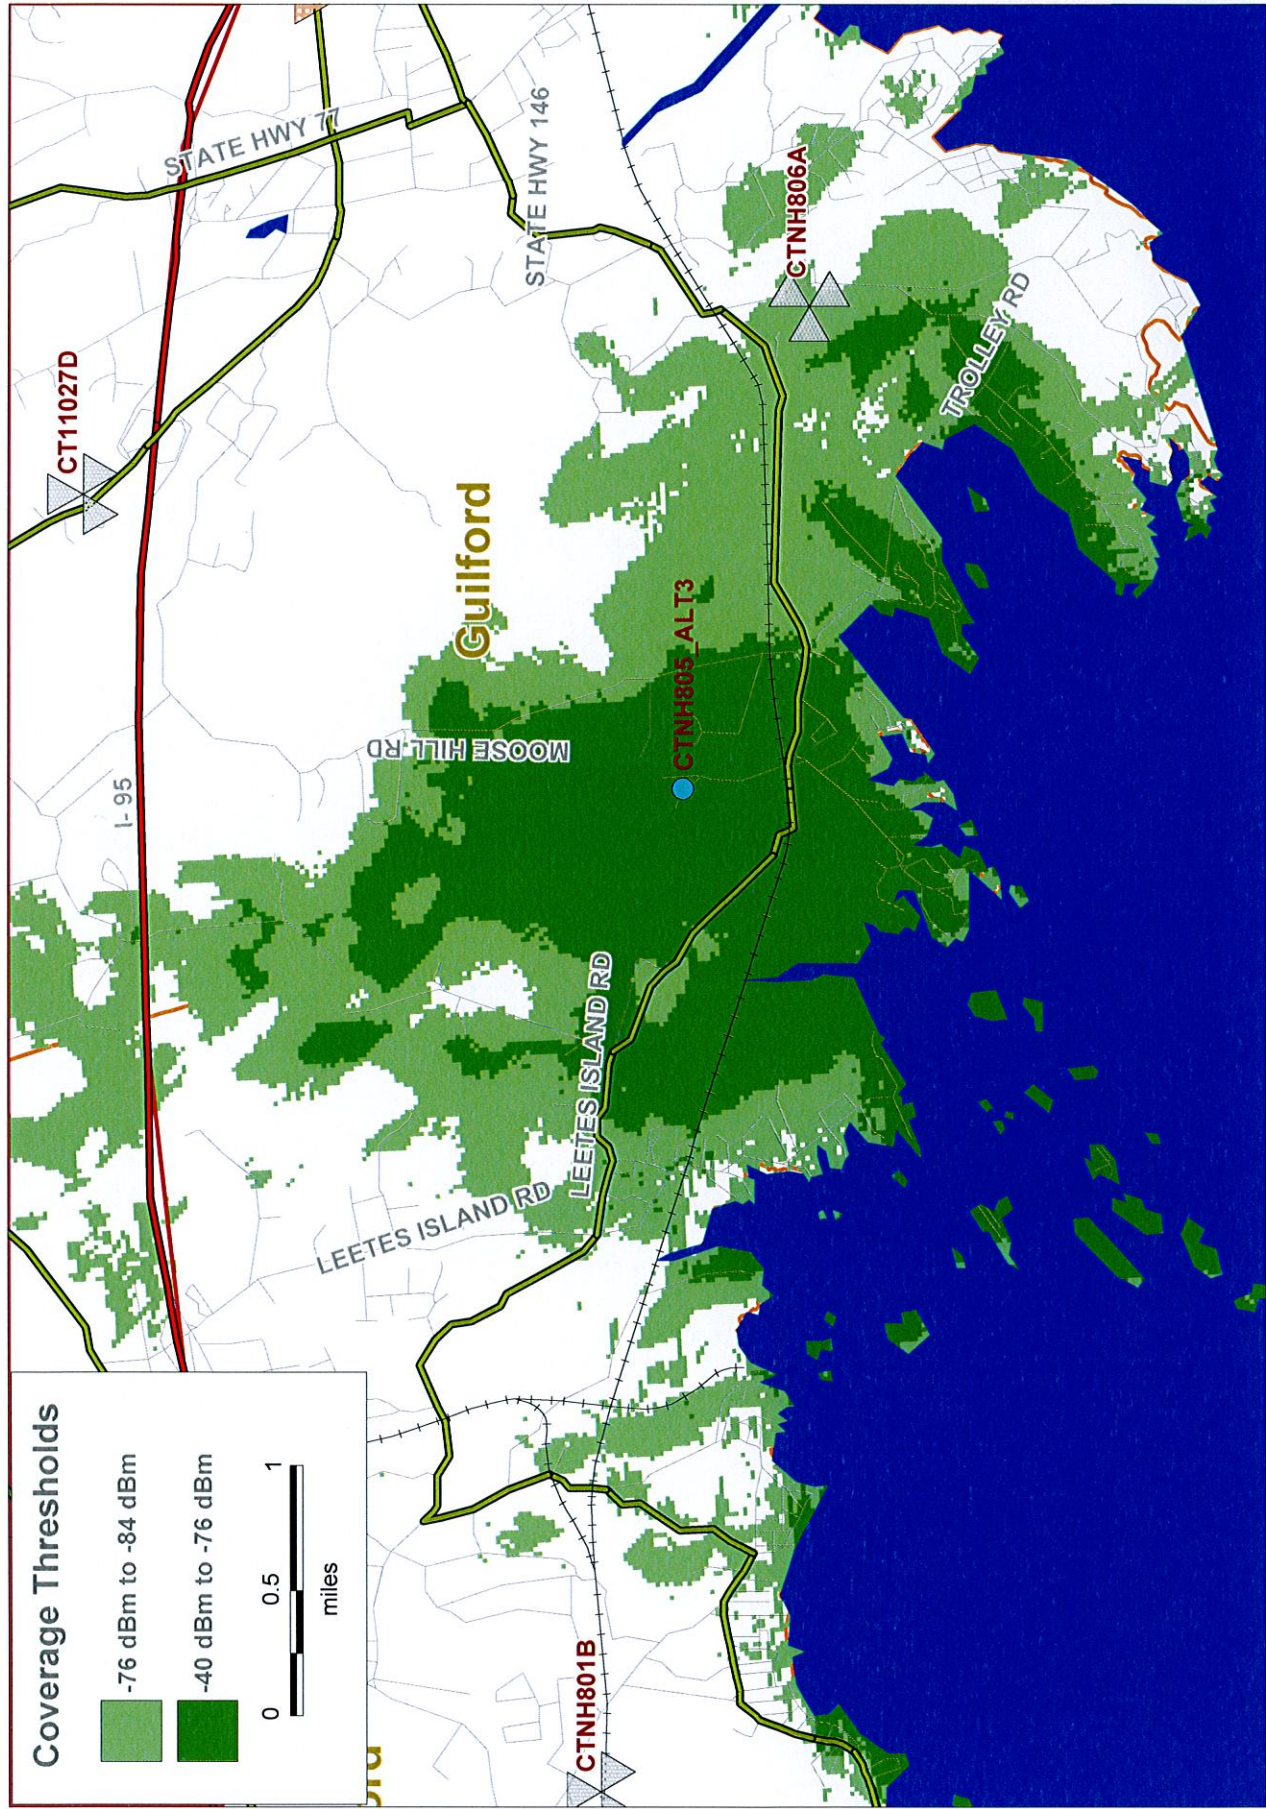 Coverage Thresholds
-76 dBm to -84 dBm
-40 dBm to -76 dBm
0 0.5 1
miles
I-95
CT11027D
STATE HWY 77
STATE HWY 146
Guilford
MOOSE HILL RD
CTNH805_ALT3
CTNH806A
TROLLEY RD
LEETES ISLAND RD
LEETES ISLAND RD
CTNH801B